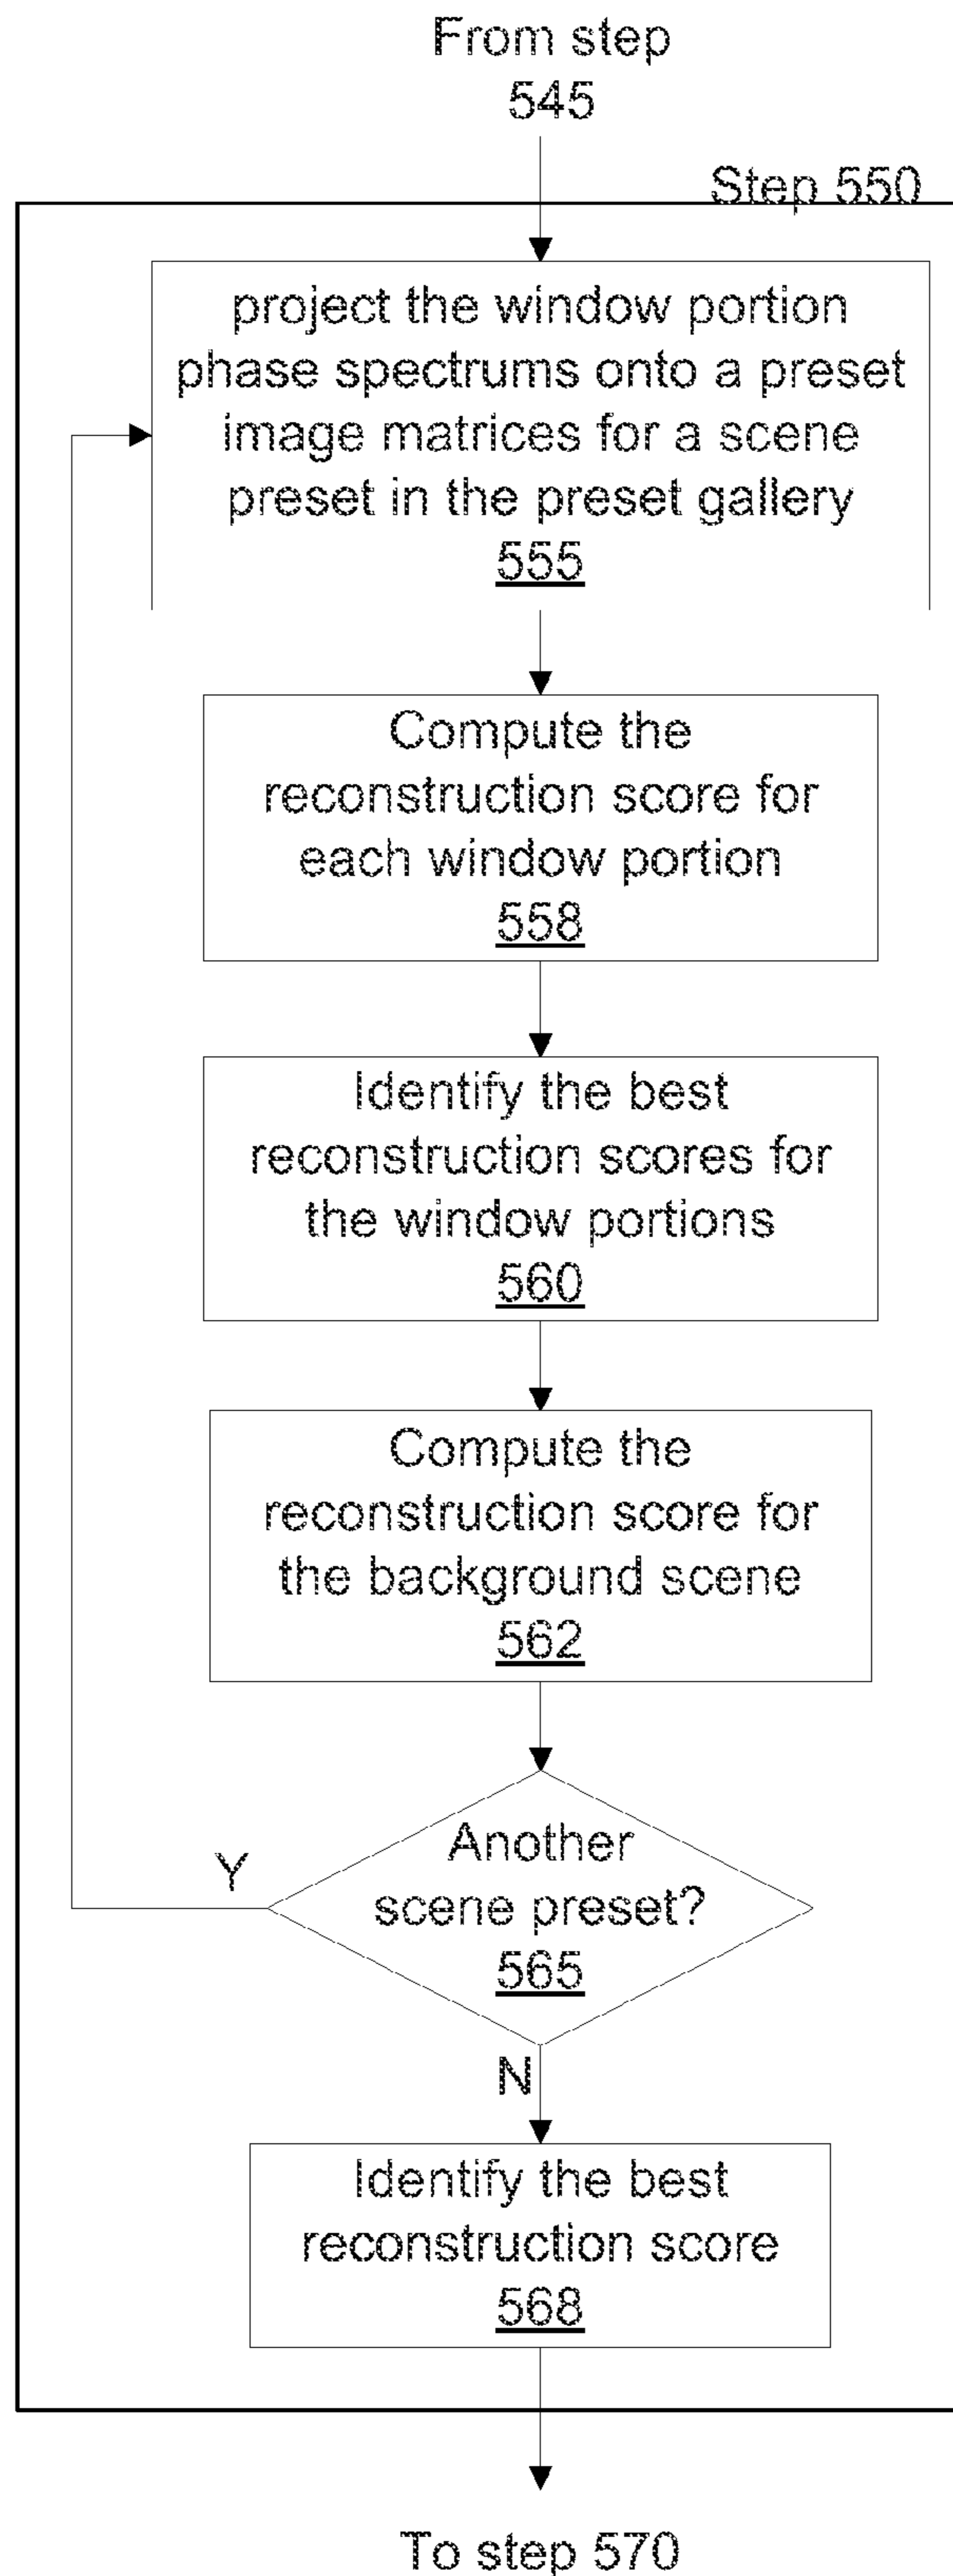 From step
545
Step 550
project the window portion
phase spectrums onto a preset
image matrices for a scene
preset in the preset gallery
555
Compute the
reconstruction score for
each window portion
558
Identify the best
reconstruction scores for
the window portions
560
Compute the
reconstruction score for
the background scene
562
Another
scene preset?
565
Y
N
Identify the best
reconstruction score
568
To step 570